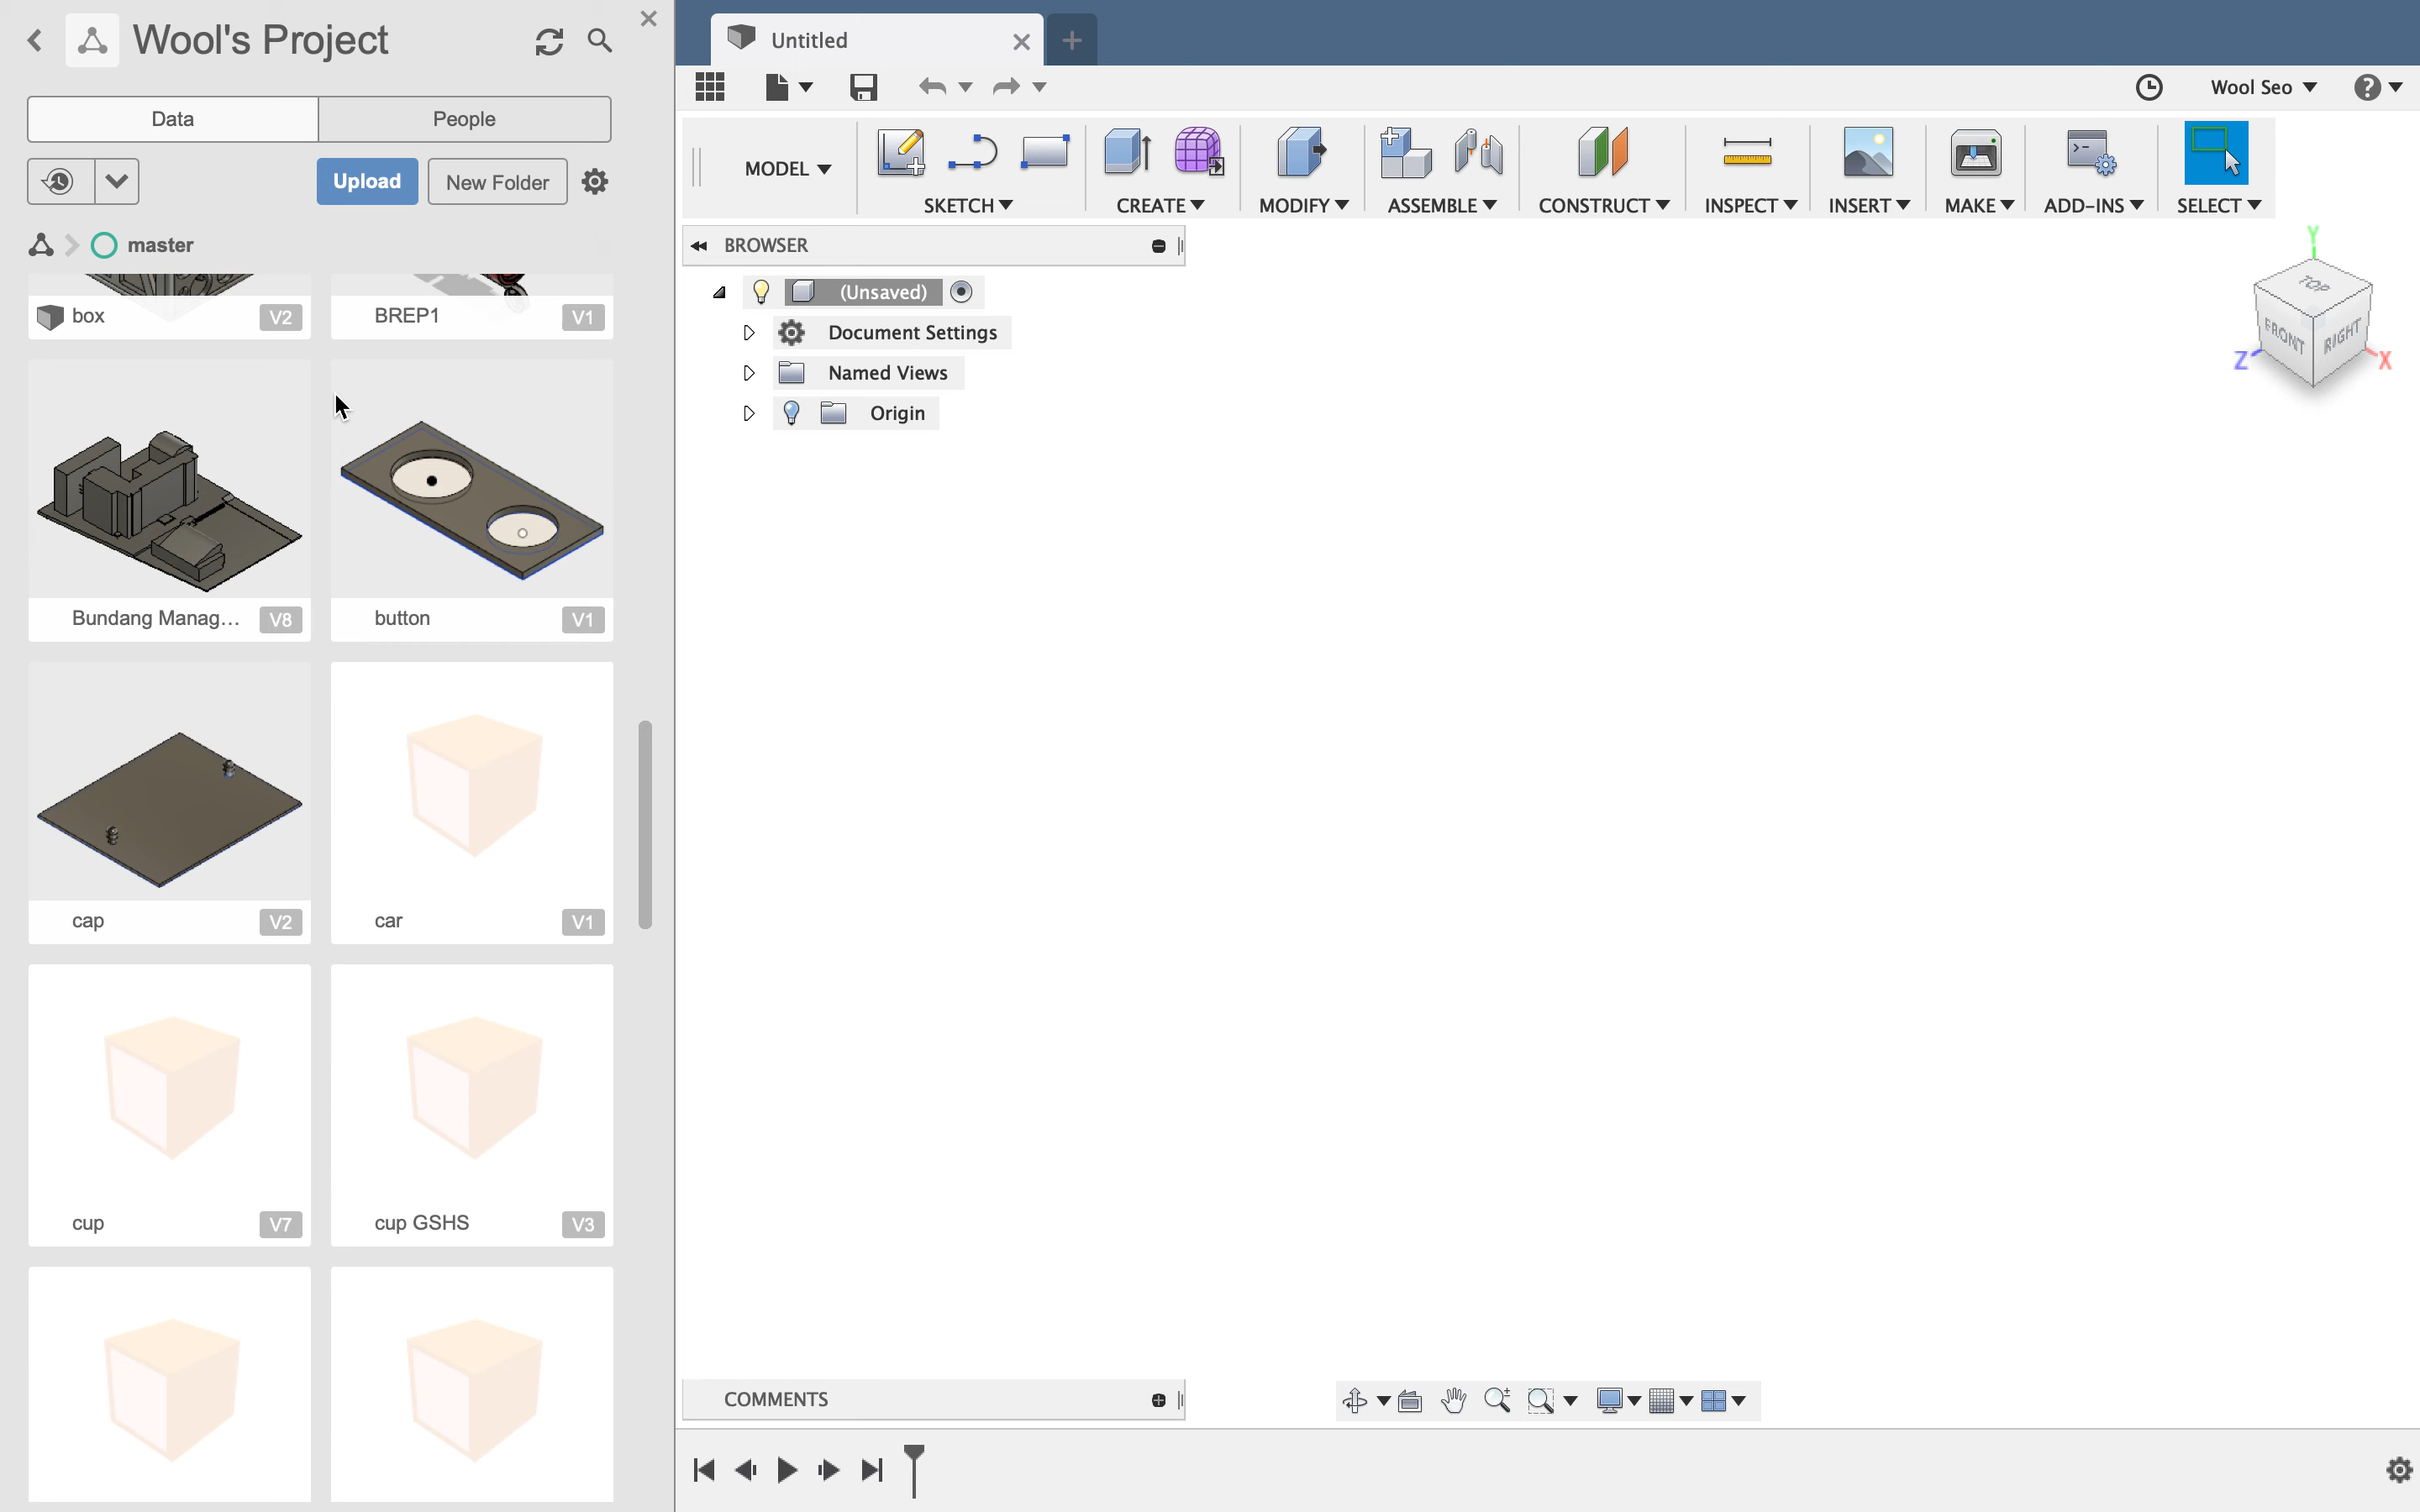 Wool's Project
Data
People
Upload
New Folder
master
box
V2
BREP1
V1
Bundang Manag...
V8
button
V1
cap
V2
car
V1
cup
V7
cup GSHS
V3
Untitled
Wool Seo
MODEL
SKETCH
CREATE
MODIFY
ASSEMBLE
CONSTRUCT
INSPECT
INSERT
MAKE
ADD-INS
SELECT
BROWSER
(Unsaved)
Document Settings
Named Views
Origin
Y
TOP
FRONT
RIGHT
Z
X
COMMENTS